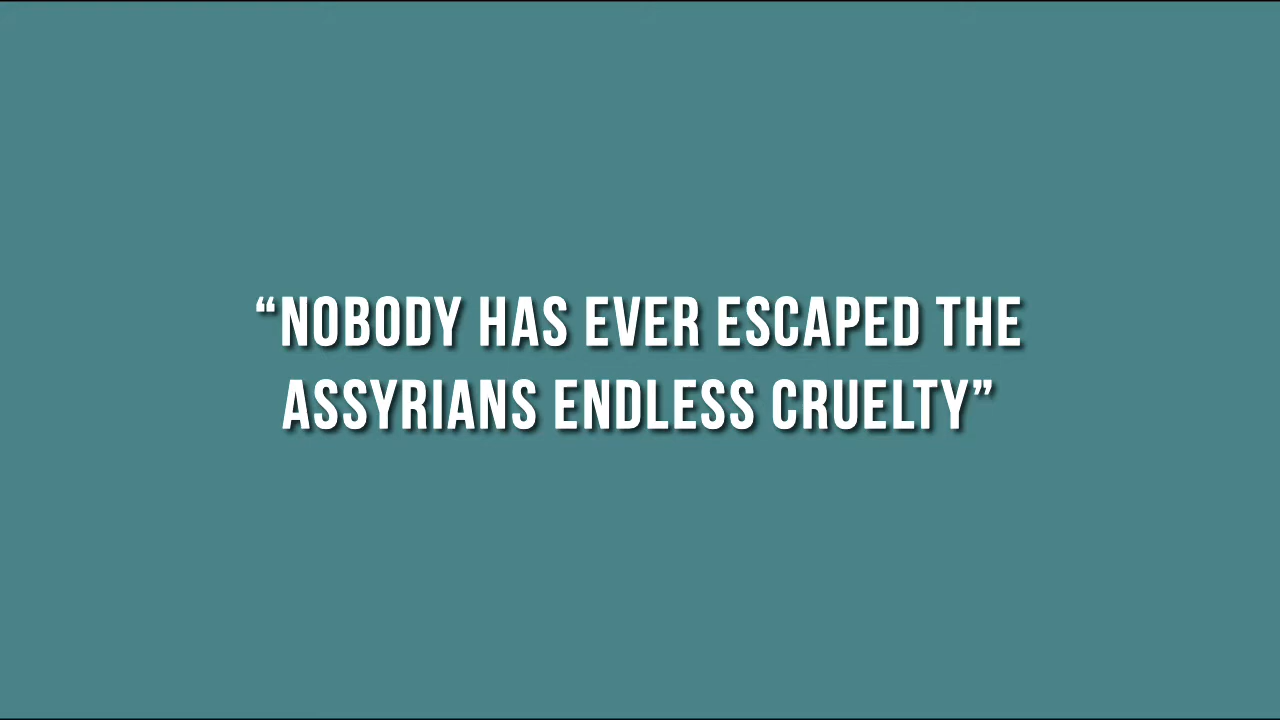 “NOBODY HAS EVER ESCAPED THE
ASSYRIANS ENDLESS CRUELTY”